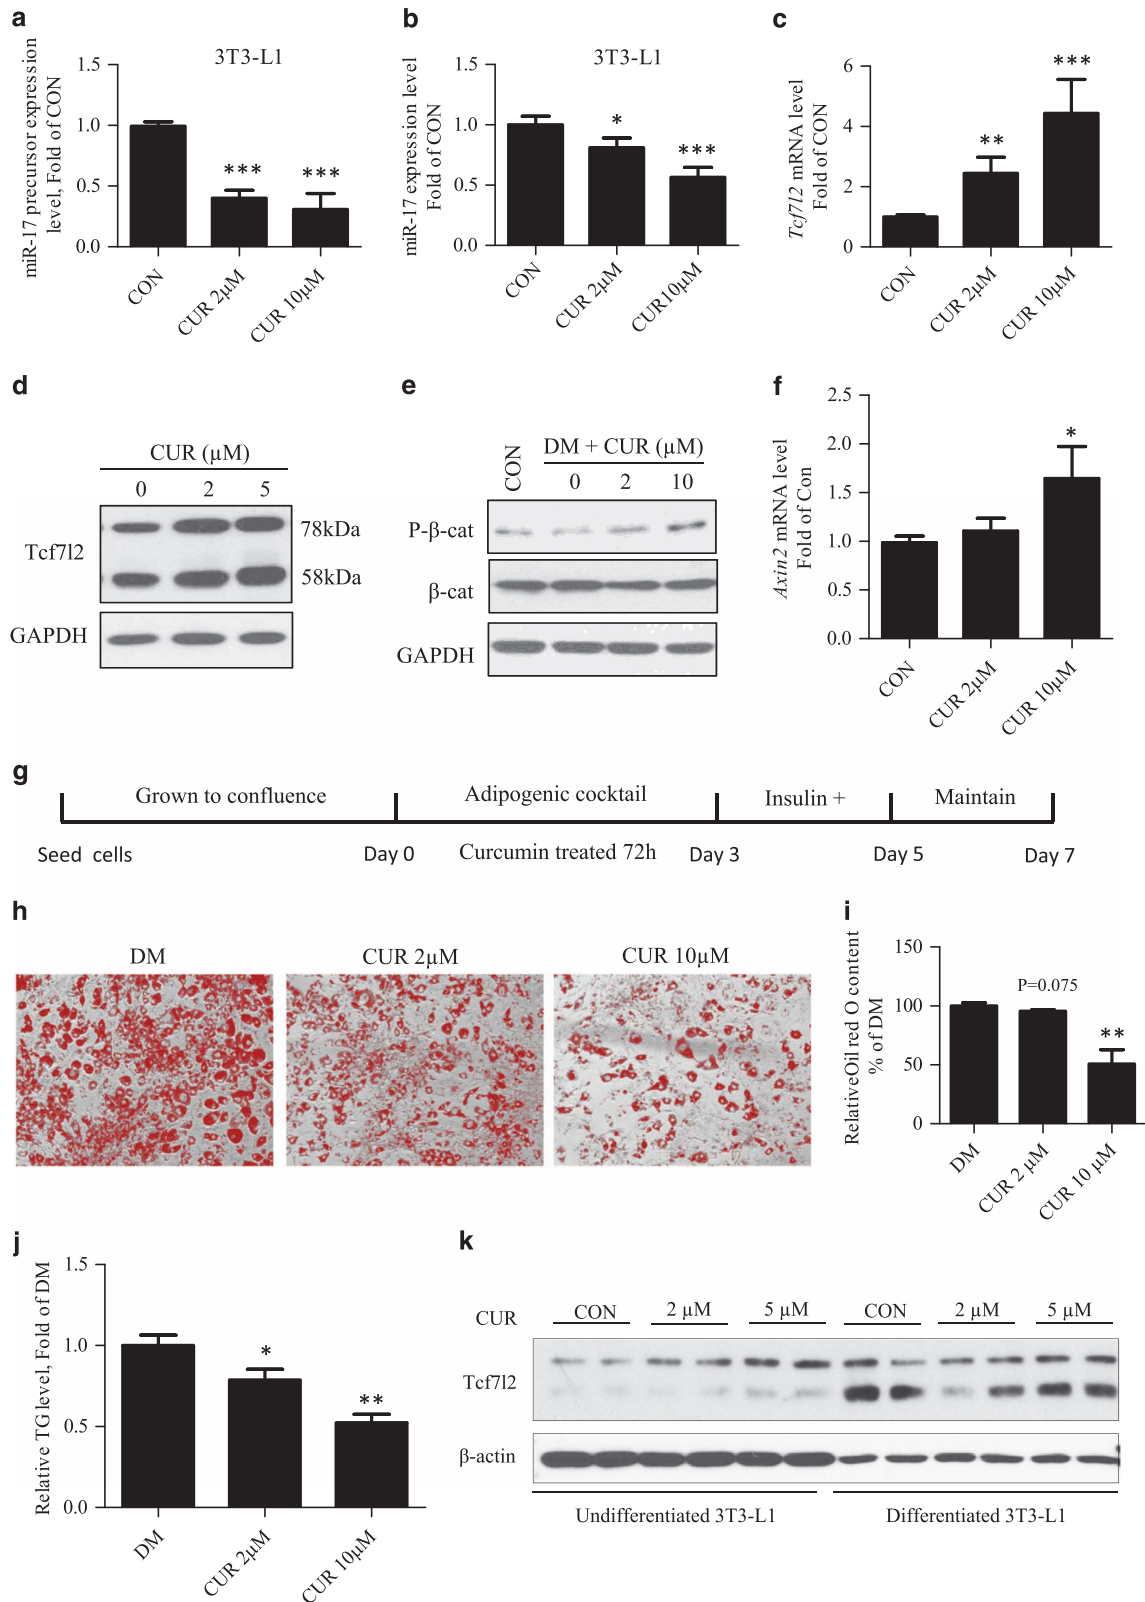 a
3T3-L1
miR-17 precursor expression
level, Fold of CON
1.5
1.0
0.5
0.0
***
***
CON
CUR 2µM
CUR 10µM
b
3T3-L1
miR-17 expression level
Fold of CON
1.5
1.0
0.5
0.0
*
***
CON
CUR 2µM
CUR 10µM
c
Tcf7l2 mRNA level
Fold of CON
6
4
2
0
**
***
CON
CUR 2µM
CUR 10µM
d
CUR (µM)
0 2 5
Tcf7l2
78kDa
58kDa
GAPDH
e
CON
DM + CUR (µM)
0 2 10
P-β-cat
β-cat
GAPDH
f
Axin2 mRNA level
Fold of Con
2.5
2.0
1.5
1.0
0.5
0.0
*
CON
CUR 2µM
CUR 10µM
g
Grown to confluence
Adipogenic cocktail
Insulin +
Maintain
Seed cells
Day 0
Curcumin treated 72h
Day 3
Day 5
Day 7
h
DM
CUR 2µM
CUR 10µM
i
RelativeOil red O content
% of DM
150
100
50
0
P=0.075
**
DM
CUR 2 µM
CUR 10 µM
j
Relative TG level, Fold of DM
1.5
1.0
0.5
0.0
*
**
DM
CUR 2µM
CUR 10µM
k
CUR
CON 2 µM 5 µM CON 2 µM 5 µM
Tcf7l2
β-actin
Undifferentiated 3T3-L1
Differentiated 3T3-L1